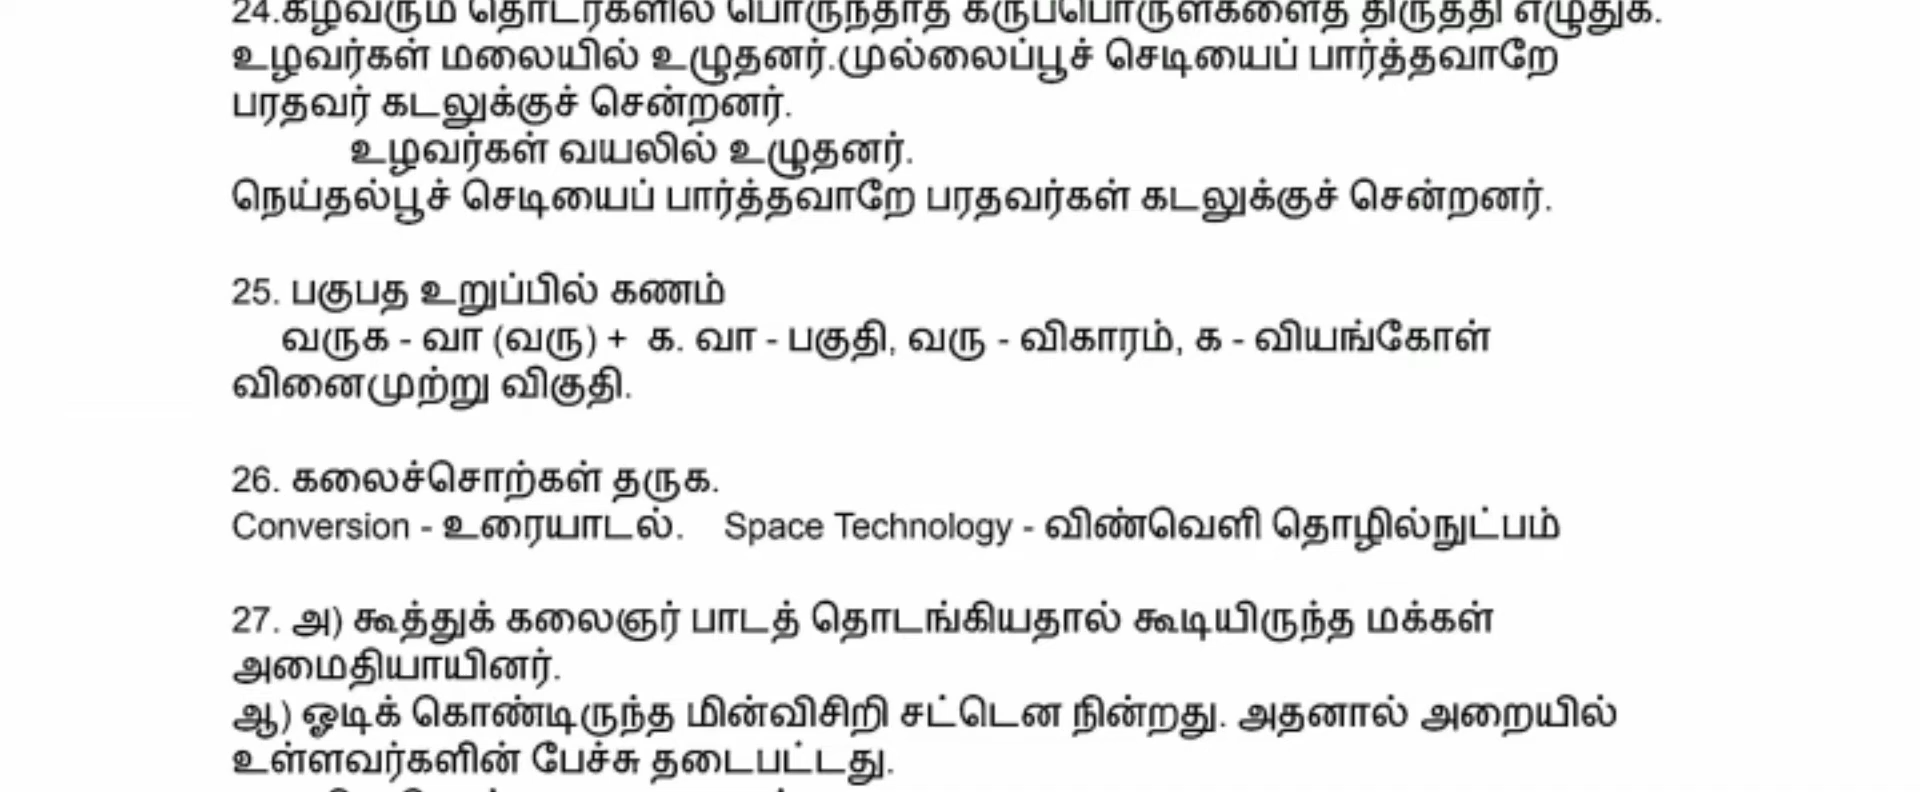 24.கீழ்வரும் தொடர்களில் பொருந்தாத கருப்பொருள்களைத் திருத்தி எழுதுக.
உழவர்கள் மலையில் உழுதனர்.முல்லைப்பூச் செடியைப் பார்த்தவாறே
பரதவர் கடலுக்குச் சென்றனர்.
உழவர்கள் வயலில் உழுதனர்.
நெய்தல்பூச் செடியைப் பார்த்தவாறே பரதவர்கள் கடலுக்குச் சென்றனர்.
25. பகுபத உறுப்பில் கணம்
வருக - வா (வரு) + க. வா - பகுதி, வரு - விகாரம், க - வியங்கோள்
வினைமுற்று விகுதி.
26. கலைச்சொற்கள் தருக.
Conversion - உரையாடல். Space Technology - விண்வெளி தொழில்நுட்பம்
27. அ) கூத்துக் கலைஞர் பாடத் தொடங்கியதால் கூடியிருந்த மக்கள்
அமைதியாயினர்.
ஆ) ஓடிக் கொண்டிருந்த மின்விசிறி சட்டென நின்றது. அதனால் அறையில்
உள்ளவர்களின் பேச்சு தடைபட்டது.